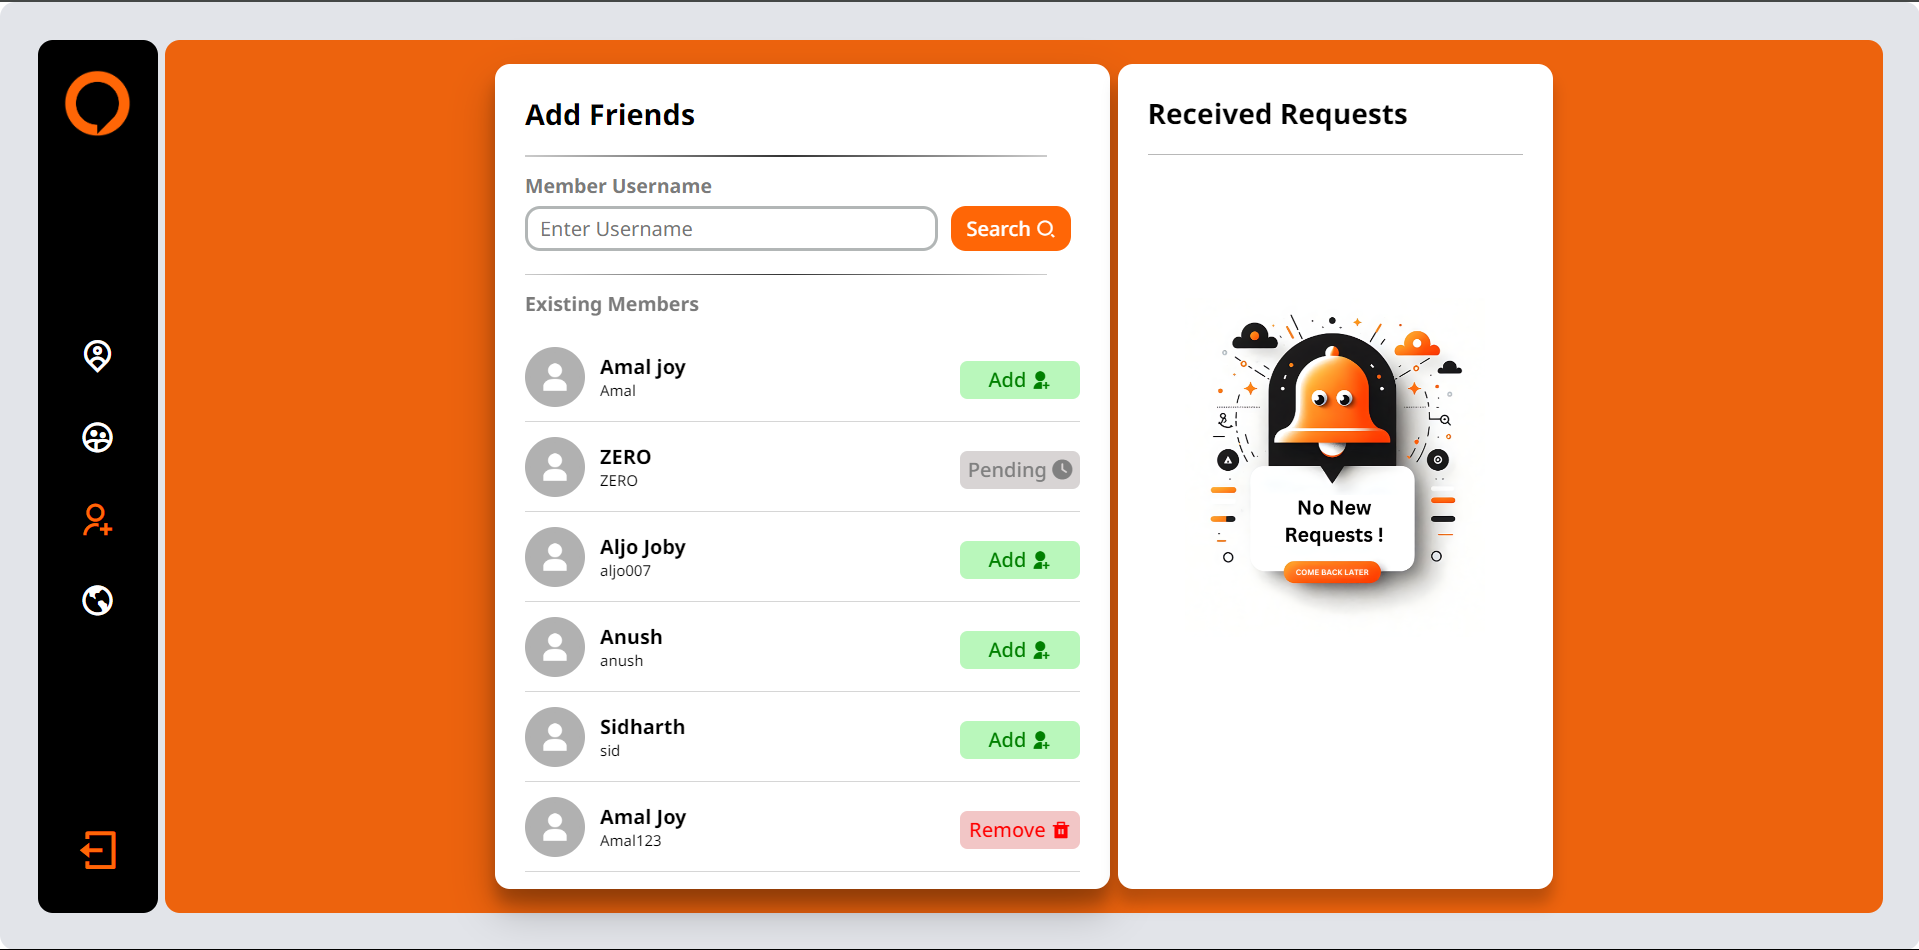 Add Friends
Member Username
Enter Username
Search
Existing Members
Amal joy
Amal
Add
ZERO
ZERO
Pending
Aljo Joby
aljo007
Add
Anush
anush
Add
Sidharth
sid
Add
Amal Joy
Amal123
Remove
Received Requests
No New
Requests !
COME BACK LATER